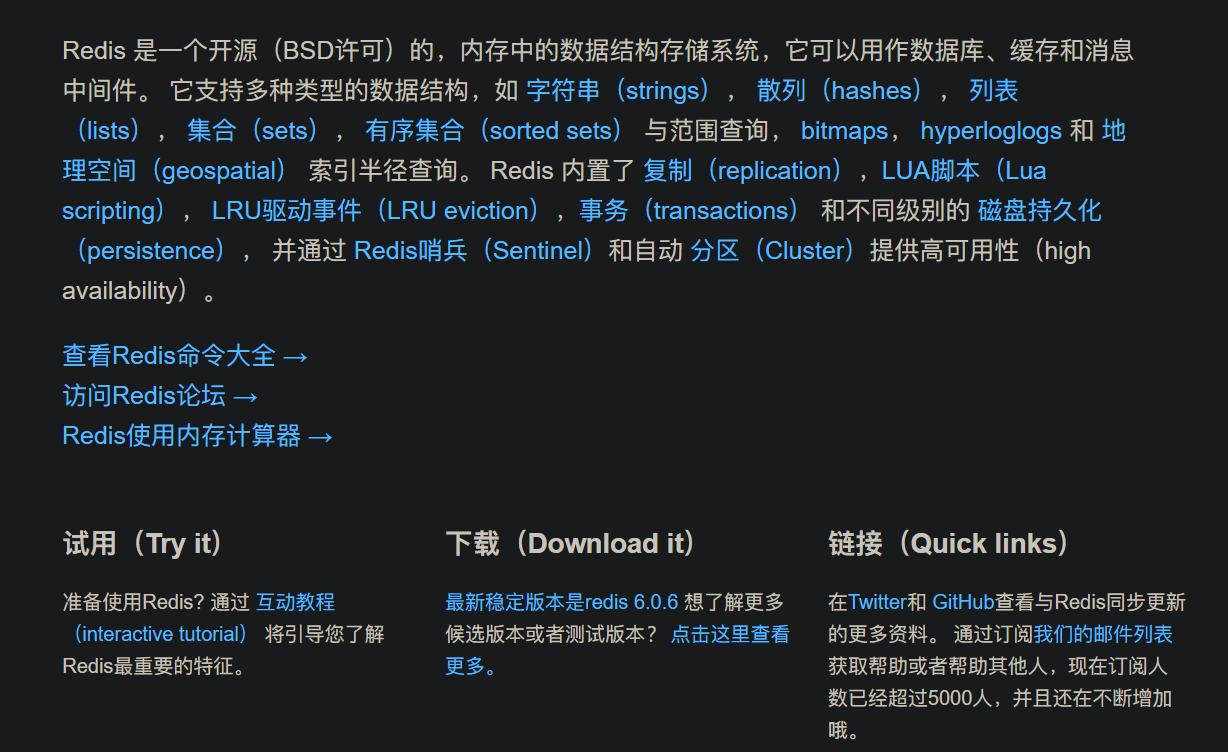 Redis 是一个开源（BSD许可）的，内存中的数据结构存储系统，它可以用作数据库、缓存和消息
中间件。 它支持多种类型的数据结构，如 字符串（strings）， 散列（hashes）， 列表
（lists）， 集合（sets）， 有序集合（sorted sets） 与范围查询， bitmaps， hyperloglogs 和 地
理空间（geospatial） 索引半径查询。 Redis 内置了 复制（replication），LUA脚本（Lua
scripting）， LRU驱动事件（LRU eviction），事务（transactions） 和不同级别的 磁盘持久化
（persistence）， 并通过 Redis哨兵（Sentinel）和自动 分区（Cluster）提供高可用性（high
availability）。
查看Redis命令大全 →
访问Redis论坛 →
Redis使用内存计算器 →
试用（Try it）
准备使用Redis? 通过 互动教程
（interactive tutorial） 将引导您了解
Redis最重要的特征。
下载（Download it）
最新稳定版本是redis 6.0.6 想了解更多
候选版本或者测试版本？ 点击这里查看
更多。
链接（Quick links）
在Twitter和 GitHub查看与Redis同步更新
的更多资料。 通过订阅我们的邮件列表
获取帮助或者帮助其他人，现在订阅人
数已经超过5000人，并且还在不断增加
哦。